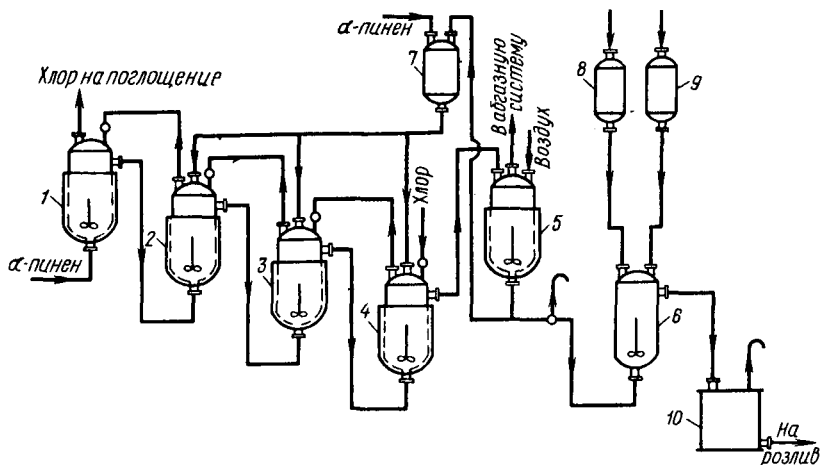 α-пинен
7
8
9
Хлор на поглощение
В абгазную
систему
Воздух
Хлор
1
2
3
4
5
6
α-пинен
10
На
розлив